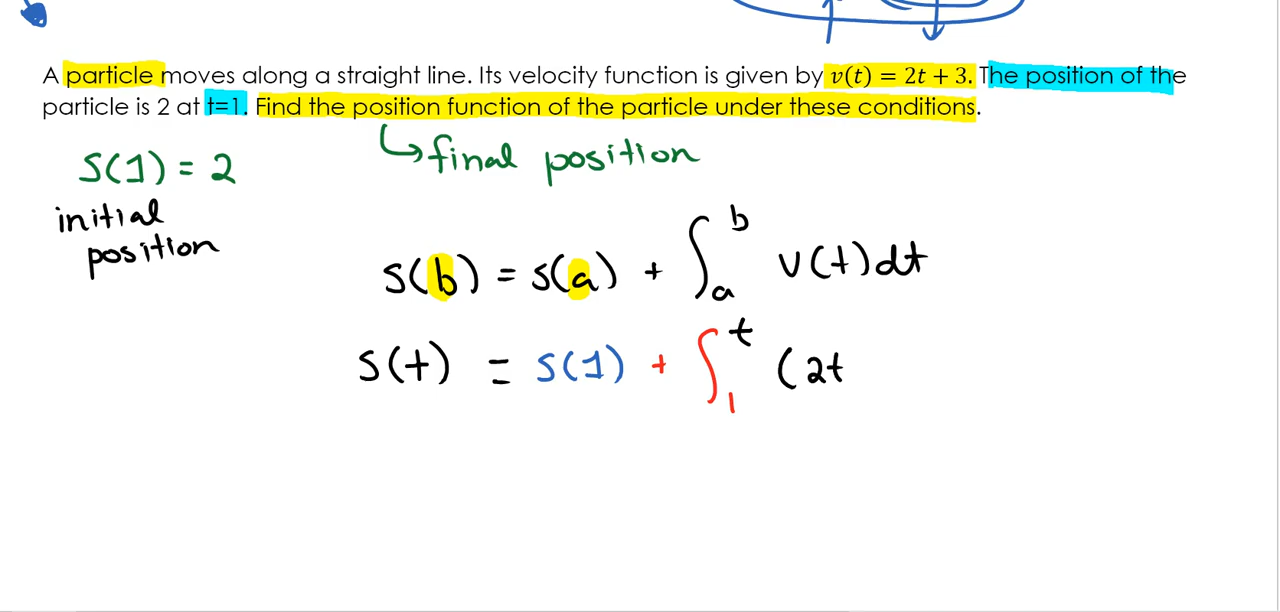 A particle moves along a straight line. Its velocity function is given by v(t) = 2t + 3. The position of the
particle is 2 at t=1. Find the position function of the particle under these conditions.
↳ final position
S(1) = 2
initial
position
s(b) = s(a) + ∫_a^b v(t)dt
s(t) = s(1) + ∫_1^t (2t